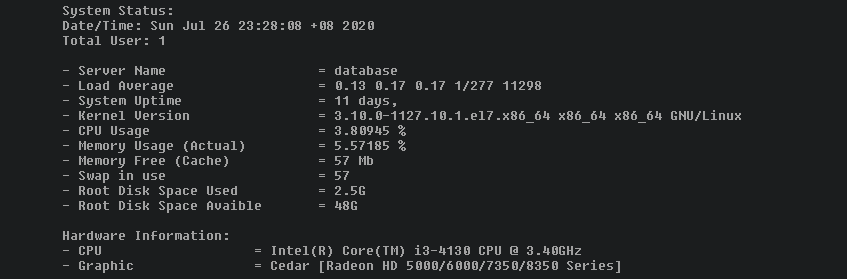 System Status:
Date/Time: Sun Jul 26 23:28:08 +08 2020
Total User: 1
- Server Name = database
- Load Average = 0.13 0.17 0.17 1/277 11298
- System Uptime = 11 days,
- Kernel Version = 3.10.0-1127.10.1.el7.x86_64 x86_64 x86_64 GNU/Linux
- CPU Usage = 3.80945 %
- Memory Usage (Actual) = 5.57185 %
- Memory Free (Cache) = 57 Mb
- Swap in use = 57
- Root Disk Space Used = 2.5G
- Root Disk Space Avaible = 48G
Hardware Information:
- CPU = Intel(R) Core(TM) i3-4130 CPU @ 3.40GHz
- Graphic = Cedar [Radeon HD 5000/6000/7350/8350 Series]